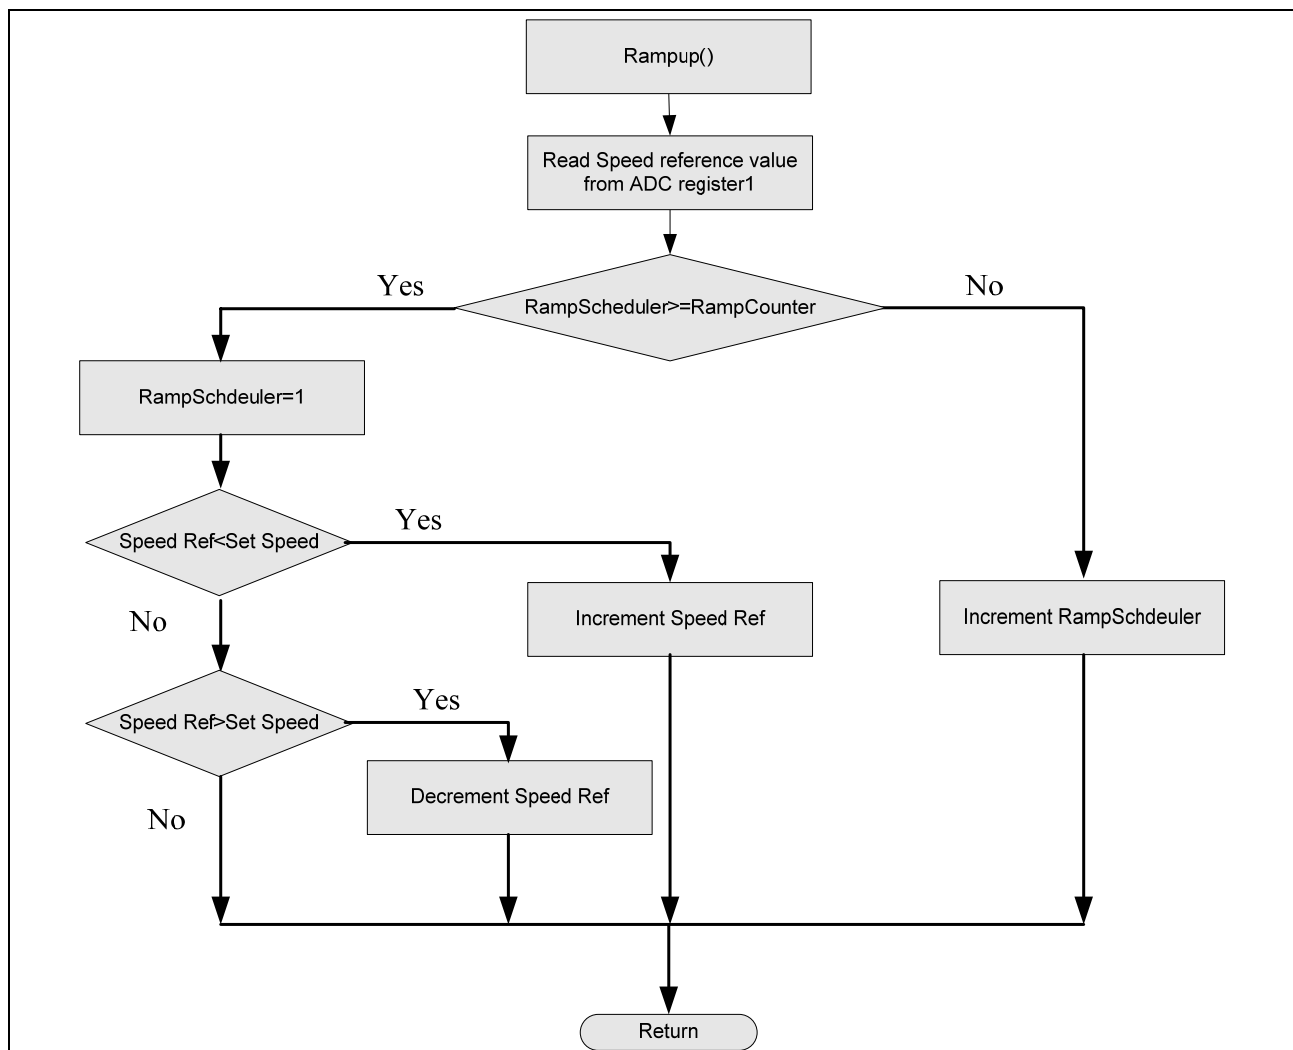 Rampup()
Read Speed reference value
from ADC register1
Yes
RampScheduler>=RampCounter
No
RampSchdeuler=1
Speed Ref<Set Speed
Yes
Increment Speed Ref
Increment RampSchdeuler
No
Speed Ref>Set Speed
Yes
Decrement Speed Ref
No
Return